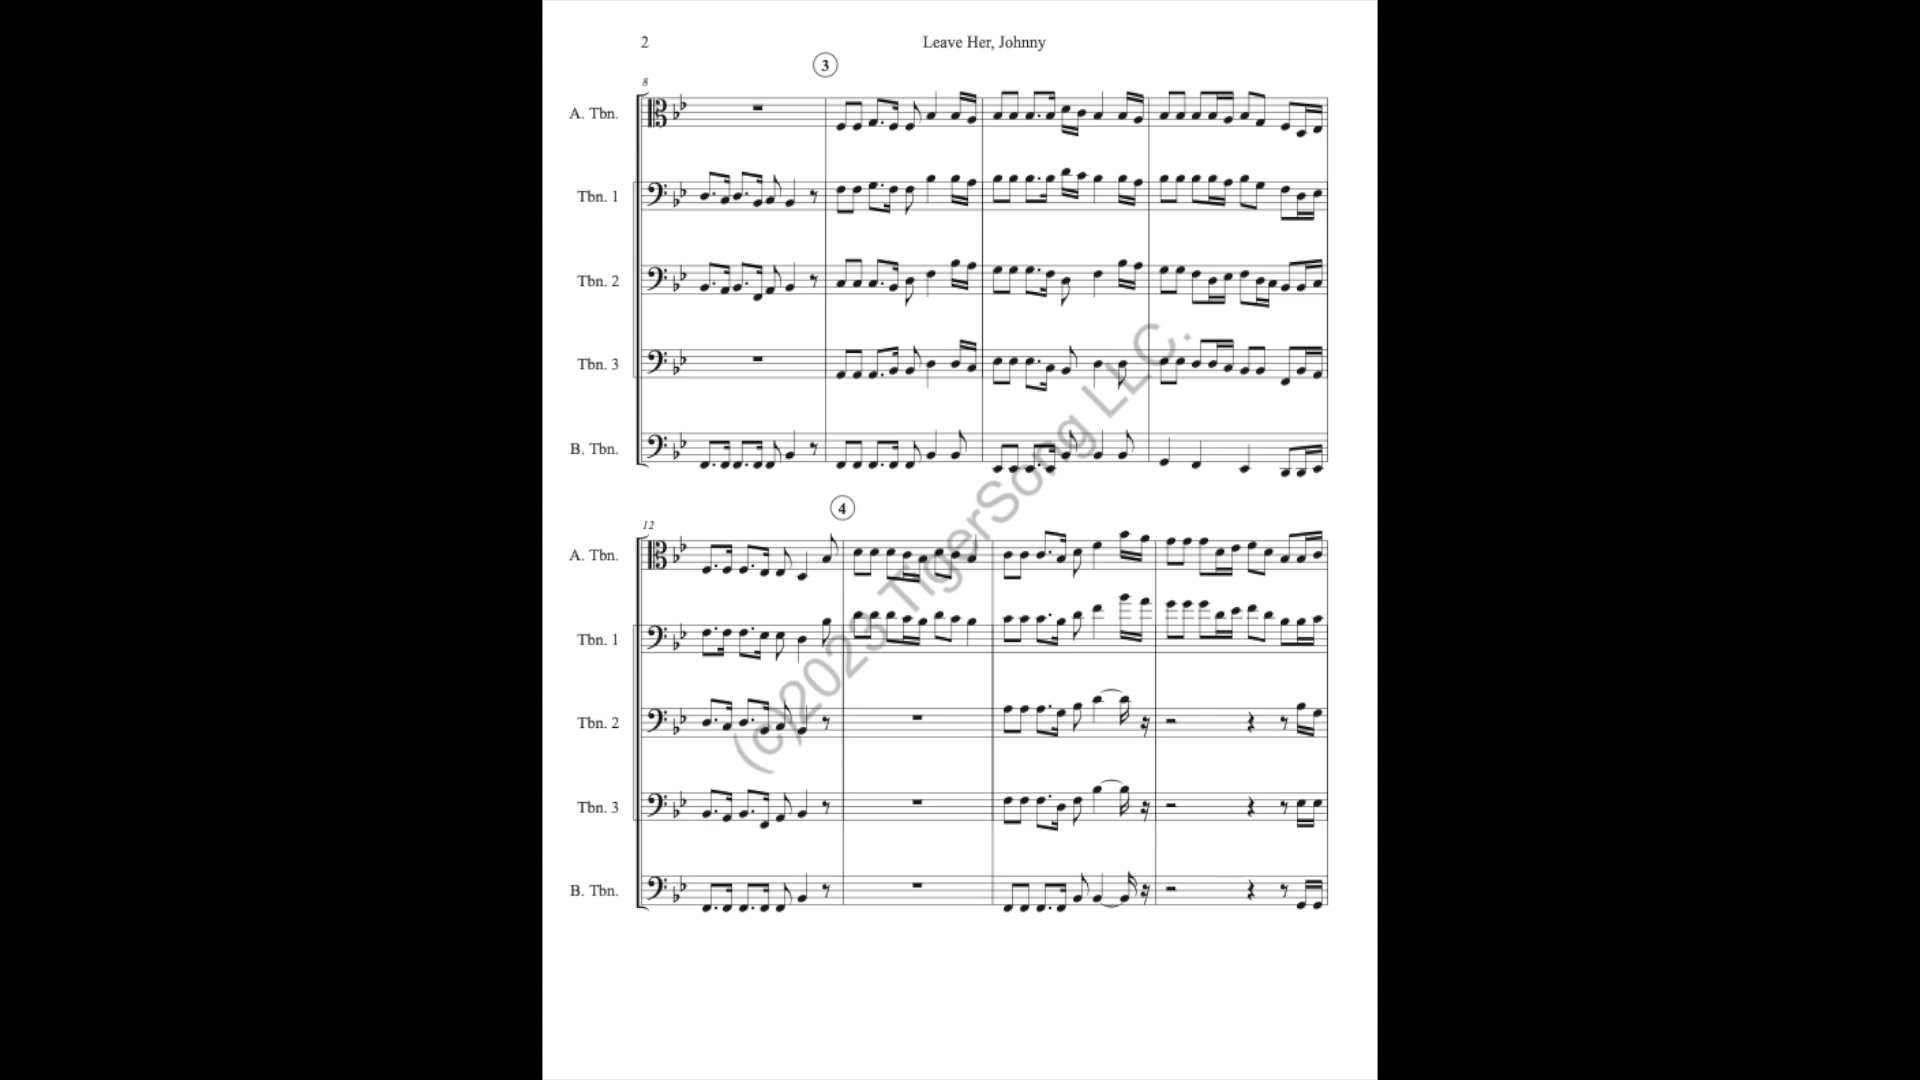 2
Leave Her, Johnny
3
8
A. Tbn.
Tbn. 1
Tbn. 2
Tbn. 3
B. Tbn.
4
12
A. Tbn.
Tbn. 1
Tbn. 2
Tbn. 3
B. Tbn.
(c)2023 TigerSong LLC.